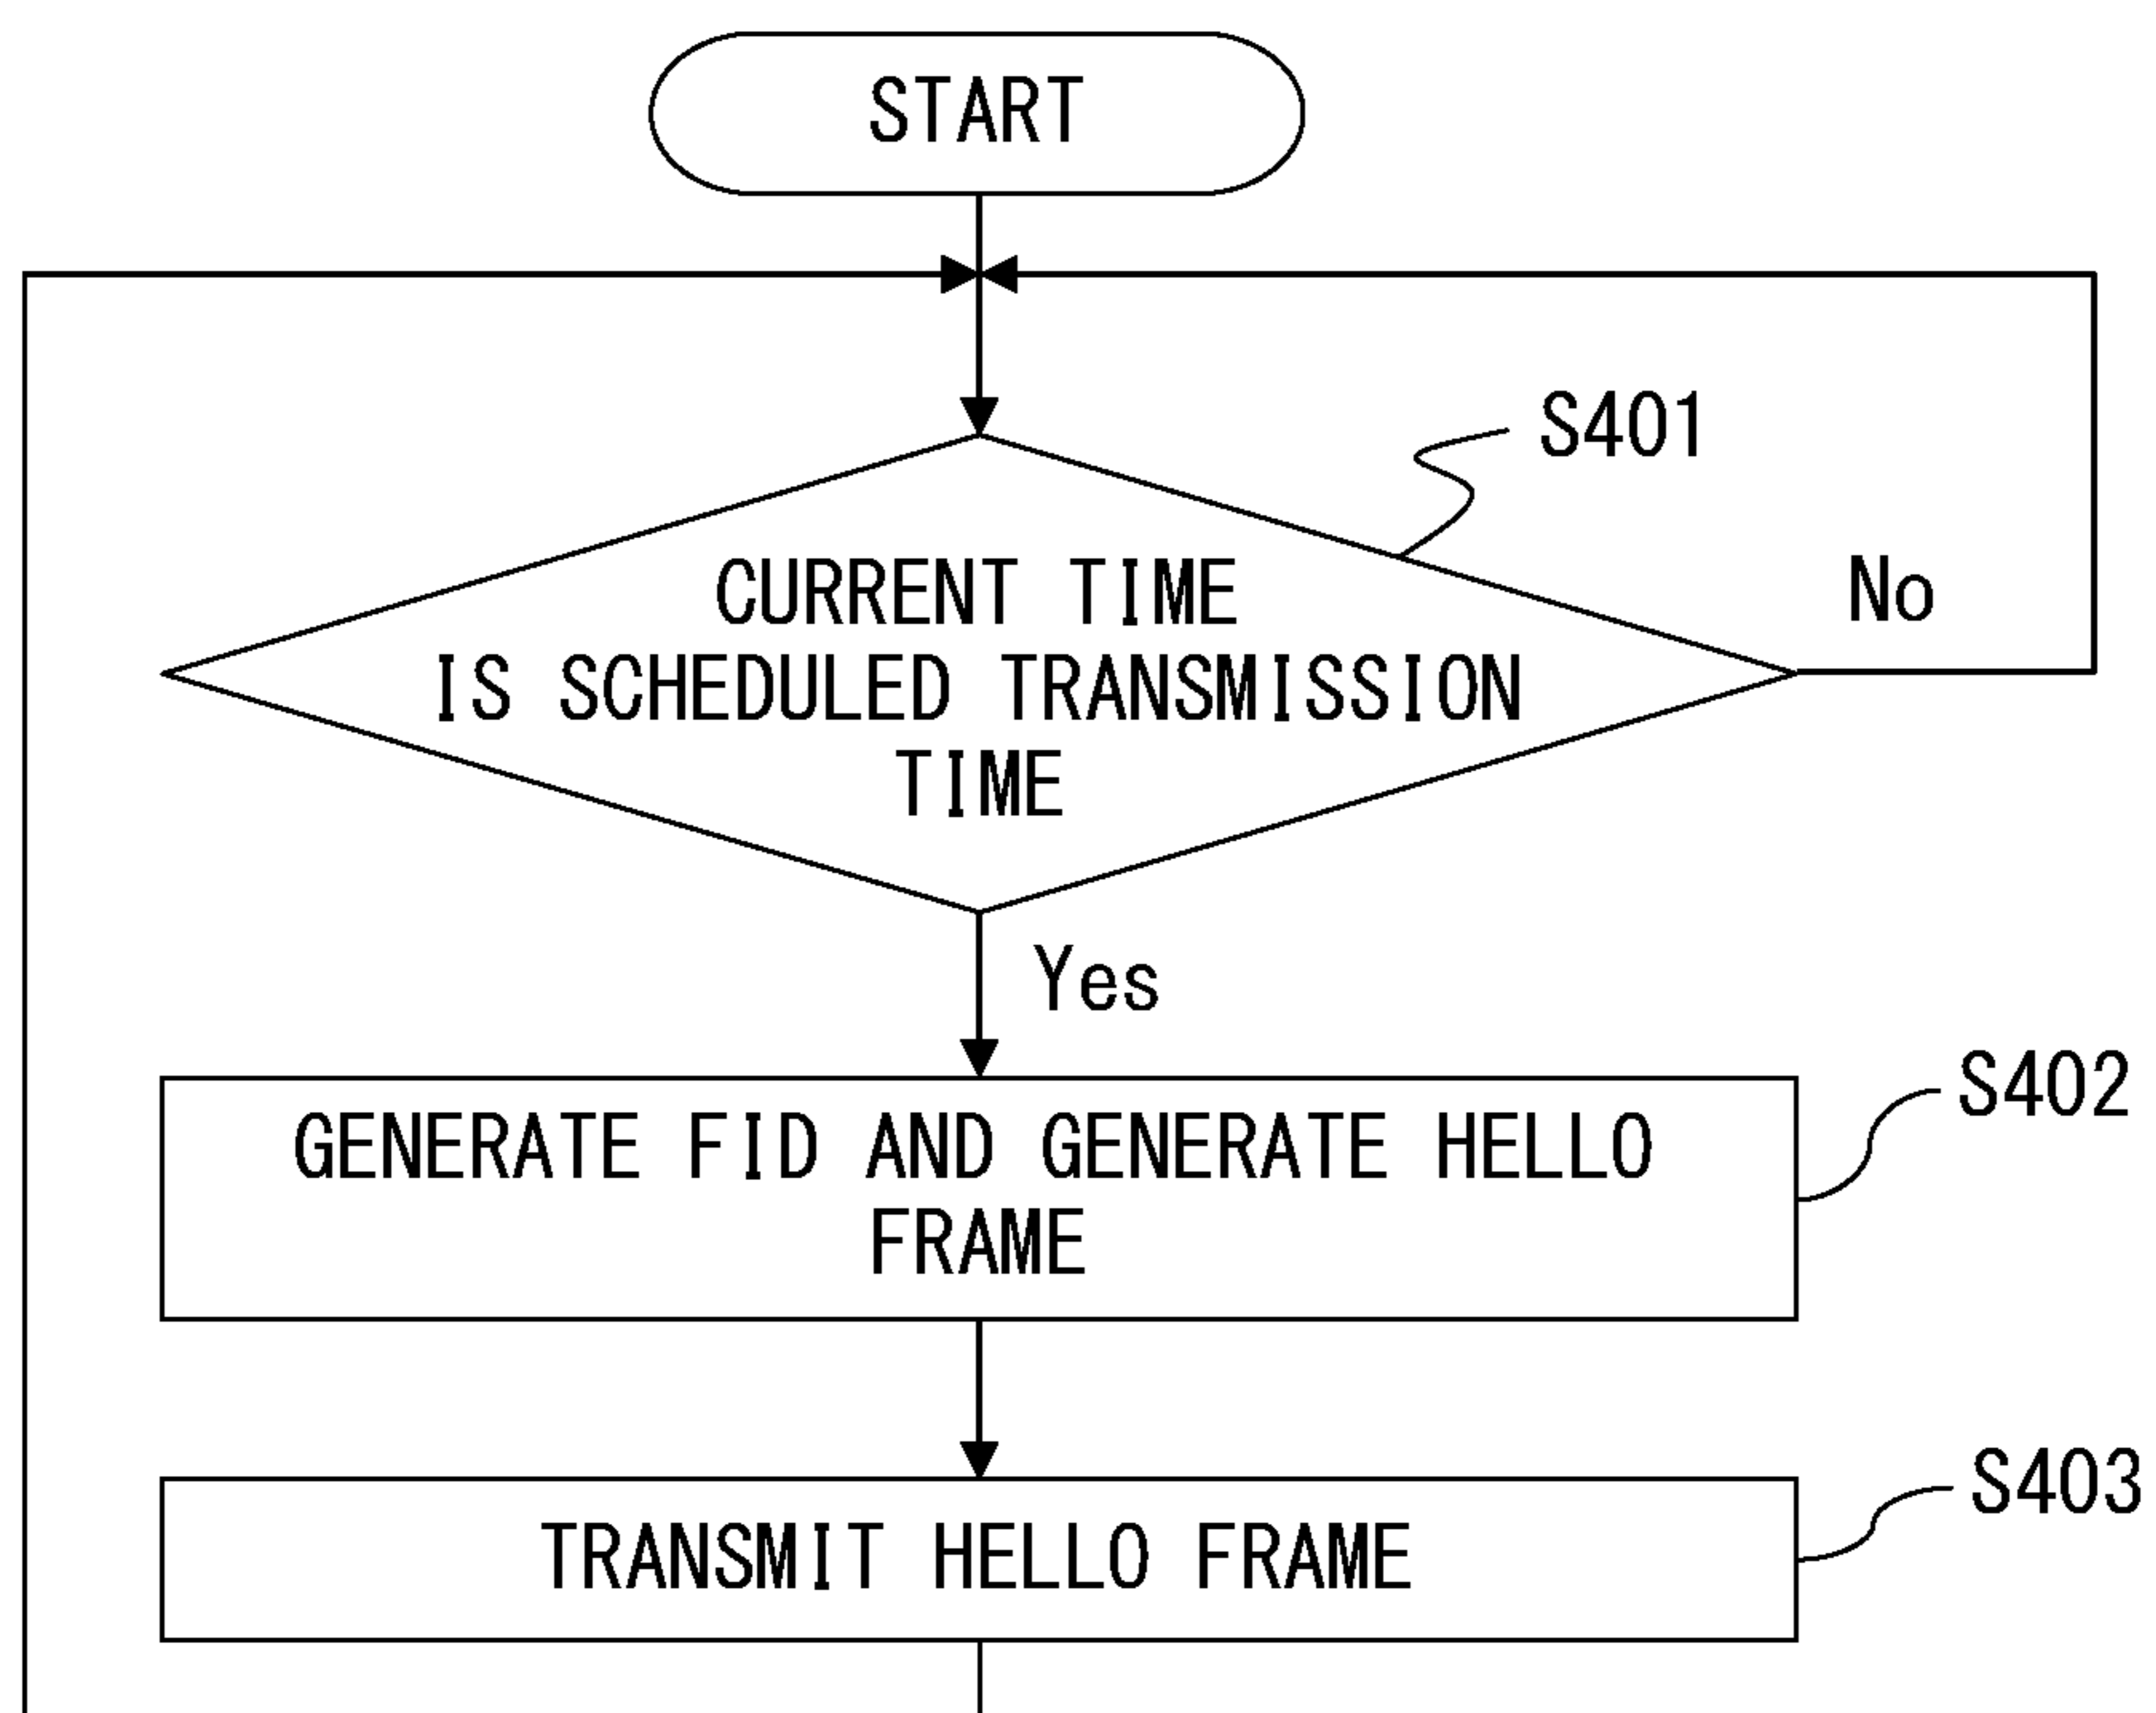 START
S401
CURRENT TIME
IS SCHEDULED TRANSMISSION
TIME
No
Yes
S402
GENERATE FID AND GENERATE HELLO
FRAME
S403
TRANSMIT HELLO FRAME